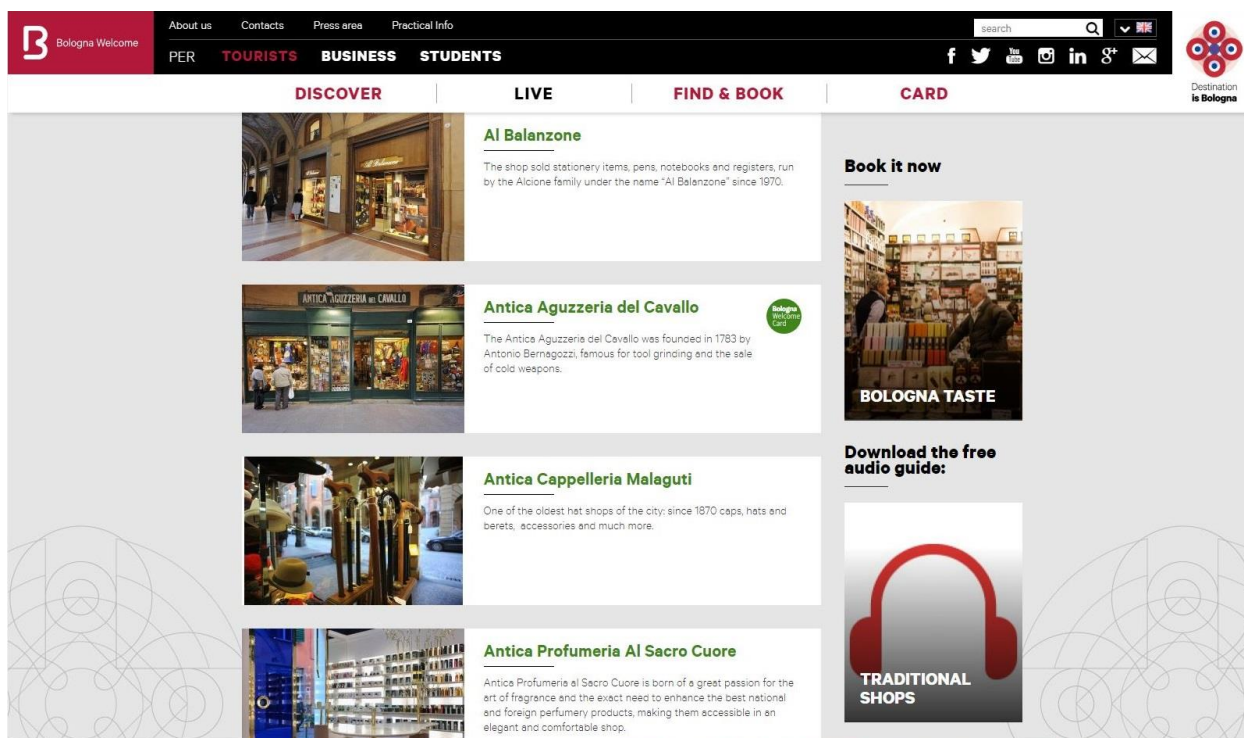 Bologna Welcome
About us Contacts Press area Practical Info
search
PER TOURISTS BUSINESS STUDENTS
f You Tube in g+
Destination
is Bologna
DISCOVER LIVE FIND & BOOK CARD
Al Balanzone
Al Balanzone
The shop sold stationery items, pens, notebooks and registers, run
by the Alcione family under the name “Al Balanzone” since 1970.
ANTICA AGUZZERIA DEL CAVALLO
Antica Aguzzeria del Cavallo
Bologna
Welcome
Card
The Antica Aguzzeria del Cavallo was founded in 1783 by
Antonio Bernagozzi, famous for tool grinding and the sale
of cold weapons.
Antica Cappelleria Malaguti
One of the oldest hat shops of the city: since 1870 caps, hats and
berets, accessories and much more.
Antica Profumeria Al Sacro Cuore
Antica Profumeria al Sacro Cuore is born of a great passion for the
art of fragrance and the exact need to enhance the best national
and foreign perfumery products, making them accessible in an
elegant and comfortable shop.
Book it now
BOLOGNA TASTE
Download the free
audio guide:
TRADITIONAL
SHOPS